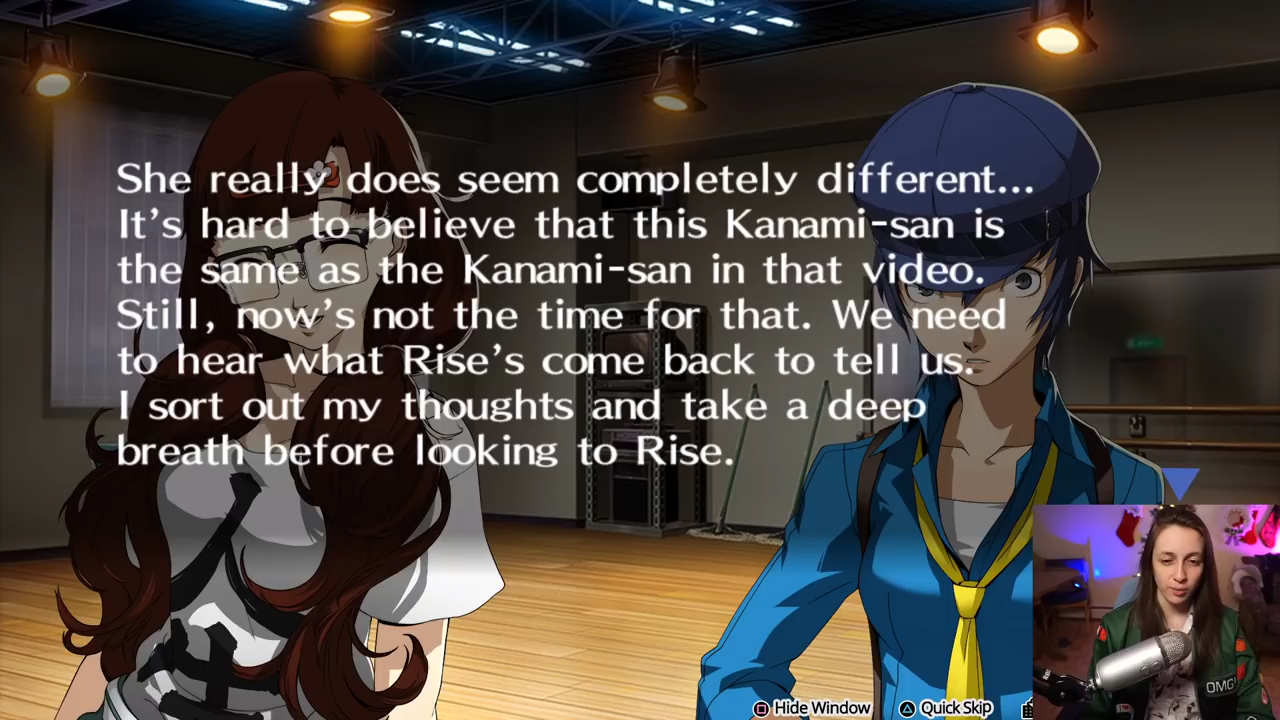 She really does seem completely different...
It's hard to believe that this Kanami-san is
the same as the Kanami-san in that video.
Still, now's not the time for that. We need
to hear what Rise's come back to tell us.
I sort out my thoughts and take a deep
breath before looking to Rise.
OMG!
Hide Window Quick Skip